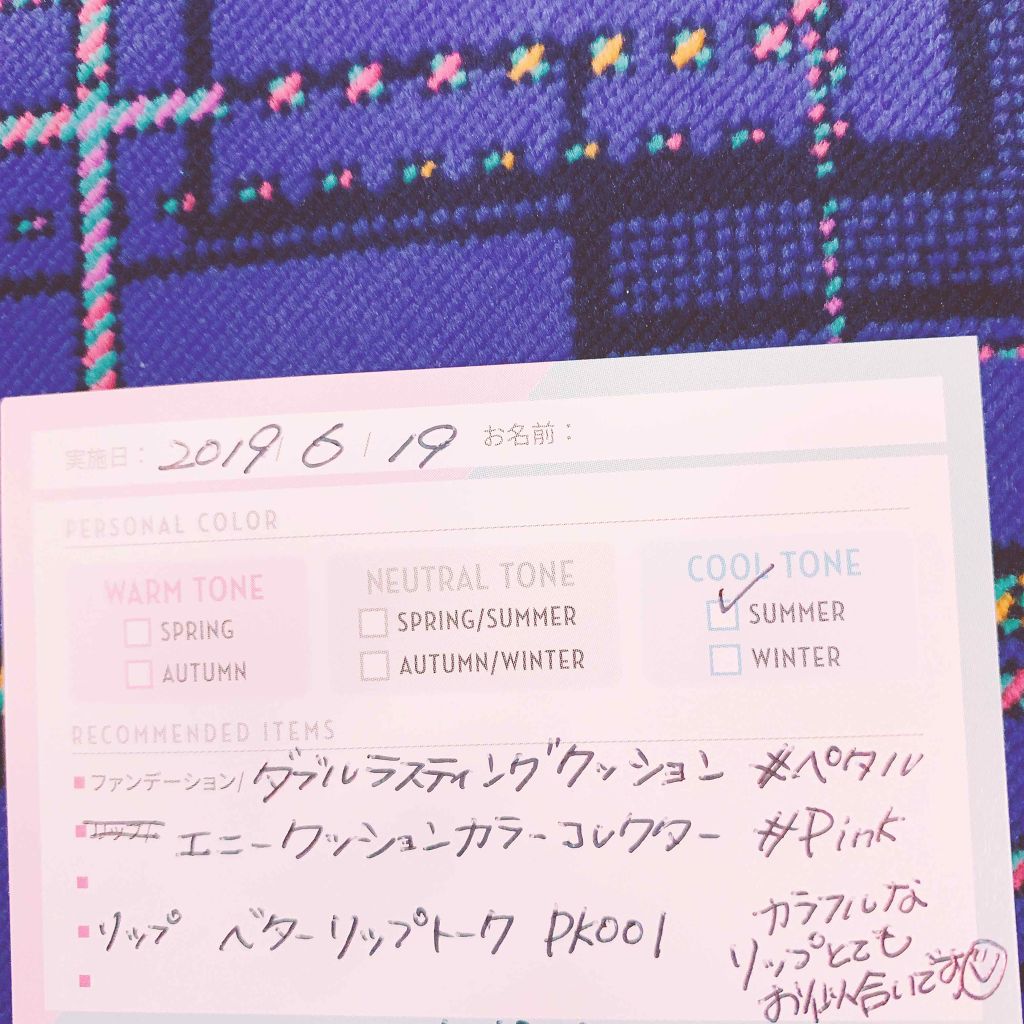 実施日： 2019 / 6 / 19 お名前：
PERSONAL COLOR
WARM TONE
SPRING
AUTUMN
NEUTRAL TONE
SPRING/SUMMER
AUTUMN/WINTER
COOL TONE
SUMMER
WINTER
RECOMMENDED ITEMS
ファンデーション/ ダブルラスティングクッション #ペタル
エニークッションカラーコレクター #Pink
リップ ベターリップトーク PK001
カラフルな
リップとても
お似合いです